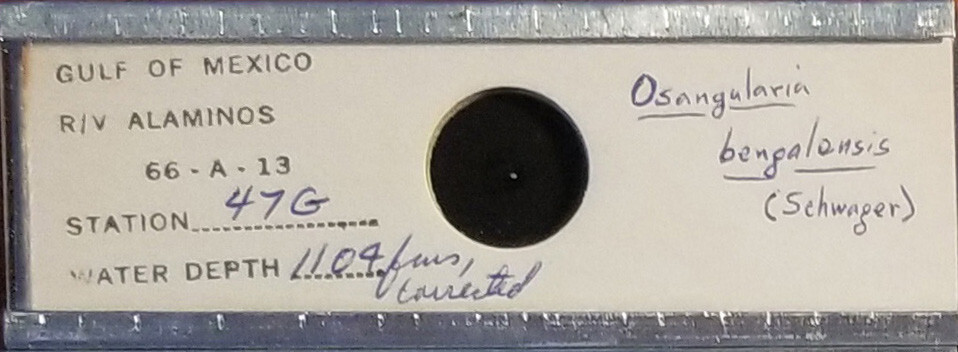 GULF OF MEXICO
R/V ALAMINOS
66-A-13
STATION 47G
WATER DEPTH 1104 fms,
corrected
Osangularia
bengalensis
(Schwager)